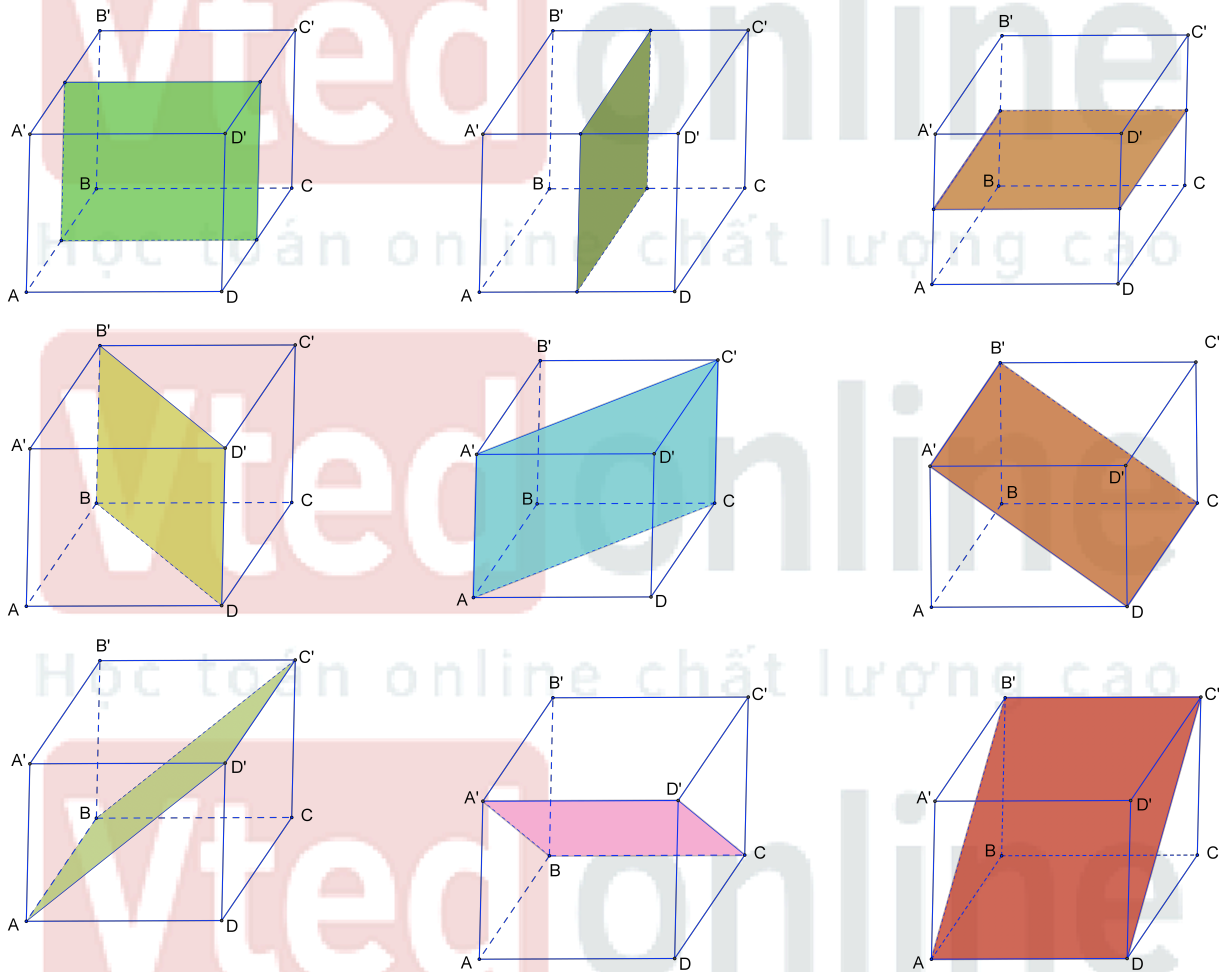 Vted online
B' C' B' C' B' C'
A' D' A' D' A' D'
B C B C B C
Học toán online chất lượng cao
A D A D A D
B' C' B' C' B' C'
Vted online
A' D' A' D' A' D'
B C B C B C
A D A D A D
B' C' B' C' B' C'
Học toán online chất lượng cao
A' D' A' D' A' D'
B C B C B C
Vted online
A D A D A D